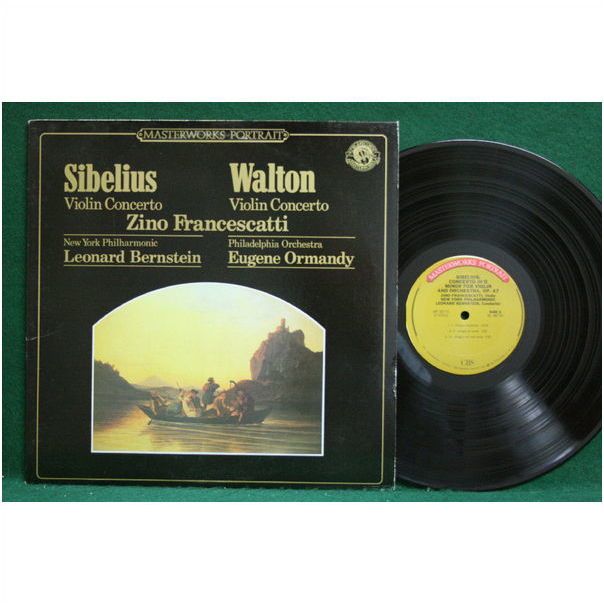 MASTERWORKS PORTRAIT
Sibelius
Violin Concerto
Walton
Violin Concerto
Zino Francescatti
New York Philharmonic
Leonard Bernstein
Philadelphia Orchestra
Eugene Ormandy
MASTERWORKS PORTRAIT
SIBELIUS:
CONCERTO IN D
MINOR FOR VIOLIN
AND ORCHESTRA, OP. 47
ZINO FRANCESCATTI, Violin
NEW YORK PHILHARMONIC
LEONARD BERNSTEIN, Conductor
CBS